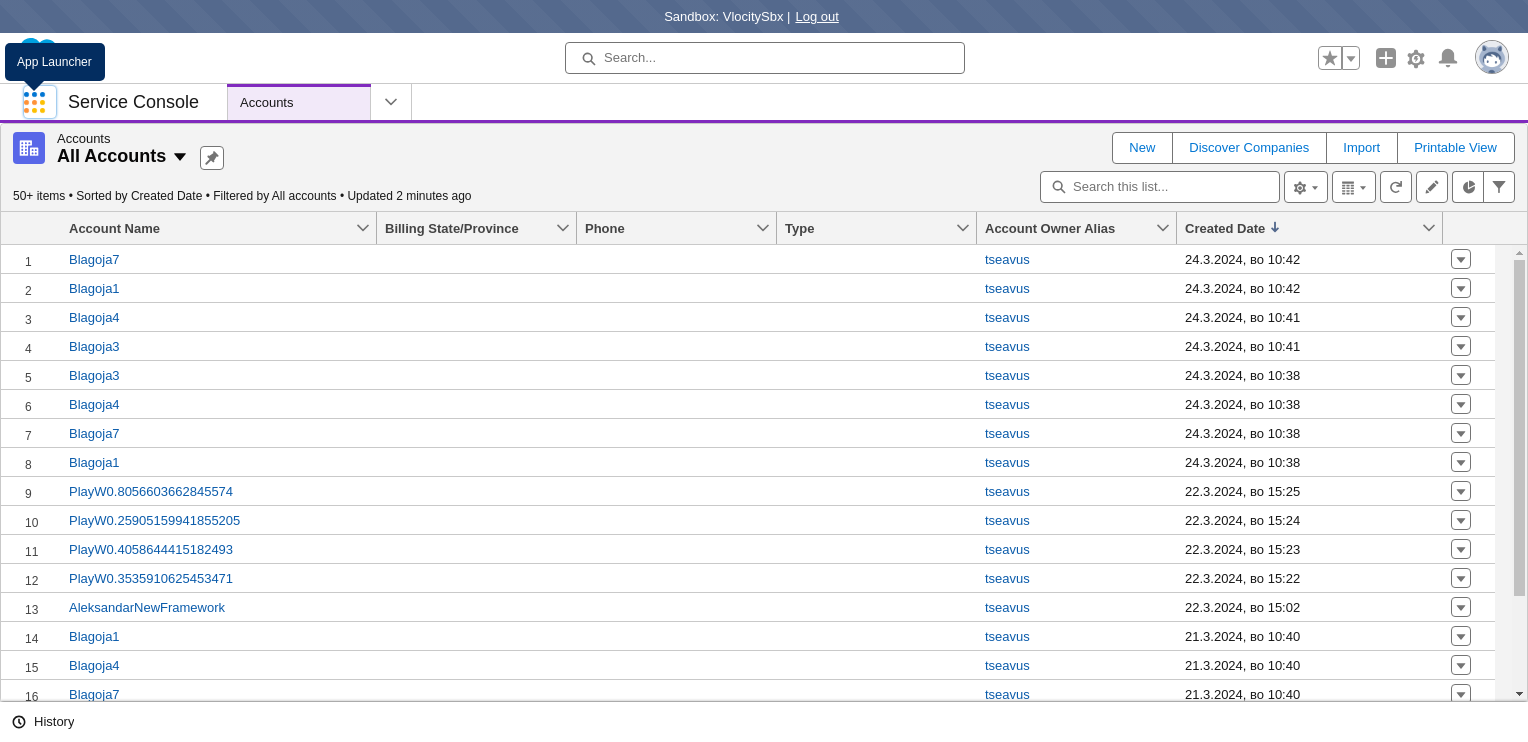 Sandbox: VlocitySbx | Log out
App Launcher
Search...
Service Console
Accounts
Accounts
All Accounts
New
Discover Companies
Import
Printable View
50+ items • Sorted by Created Date • Filtered by All accounts • Updated 2 minutes ago
Search this list...
Account Name Billing State/Province Phone Type Account Owner Alias Created Date
1 Blagoja7 tseavus 24.3.2024, во 10:42
2 Blagoja1 tseavus 24.3.2024, во 10:42
3 Blagoja4 tseavus 24.3.2024, во 10:41
4 Blagoja3 tseavus 24.3.2024, во 10:41
5 Blagoja3 tseavus 24.3.2024, во 10:38
6 Blagoja4 tseavus 24.3.2024, во 10:38
7 Blagoja7 tseavus 24.3.2024, во 10:38
8 Blagoja1 tseavus 24.3.2024, во 10:38
9 PlayW0.8056603662845574 tseavus 22.3.2024, во 15:25
10 PlayW0.25905159941855205 tseavus 22.3.2024, во 15:24
11 PlayW0.4058644415182493 tseavus 22.3.2024, во 15:23
12 PlayW0.3535910625453471 tseavus 22.3.2024, во 15:22
13 AleksandarNewFramework tseavus 22.3.2024, во 15:02
14 Blagoja1 tseavus 21.3.2024, во 10:40
15 Blagoja4 tseavus 21.3.2024, во 10:40
16 Blagoja7 tseavus 21.3.2024, во 10:40
History